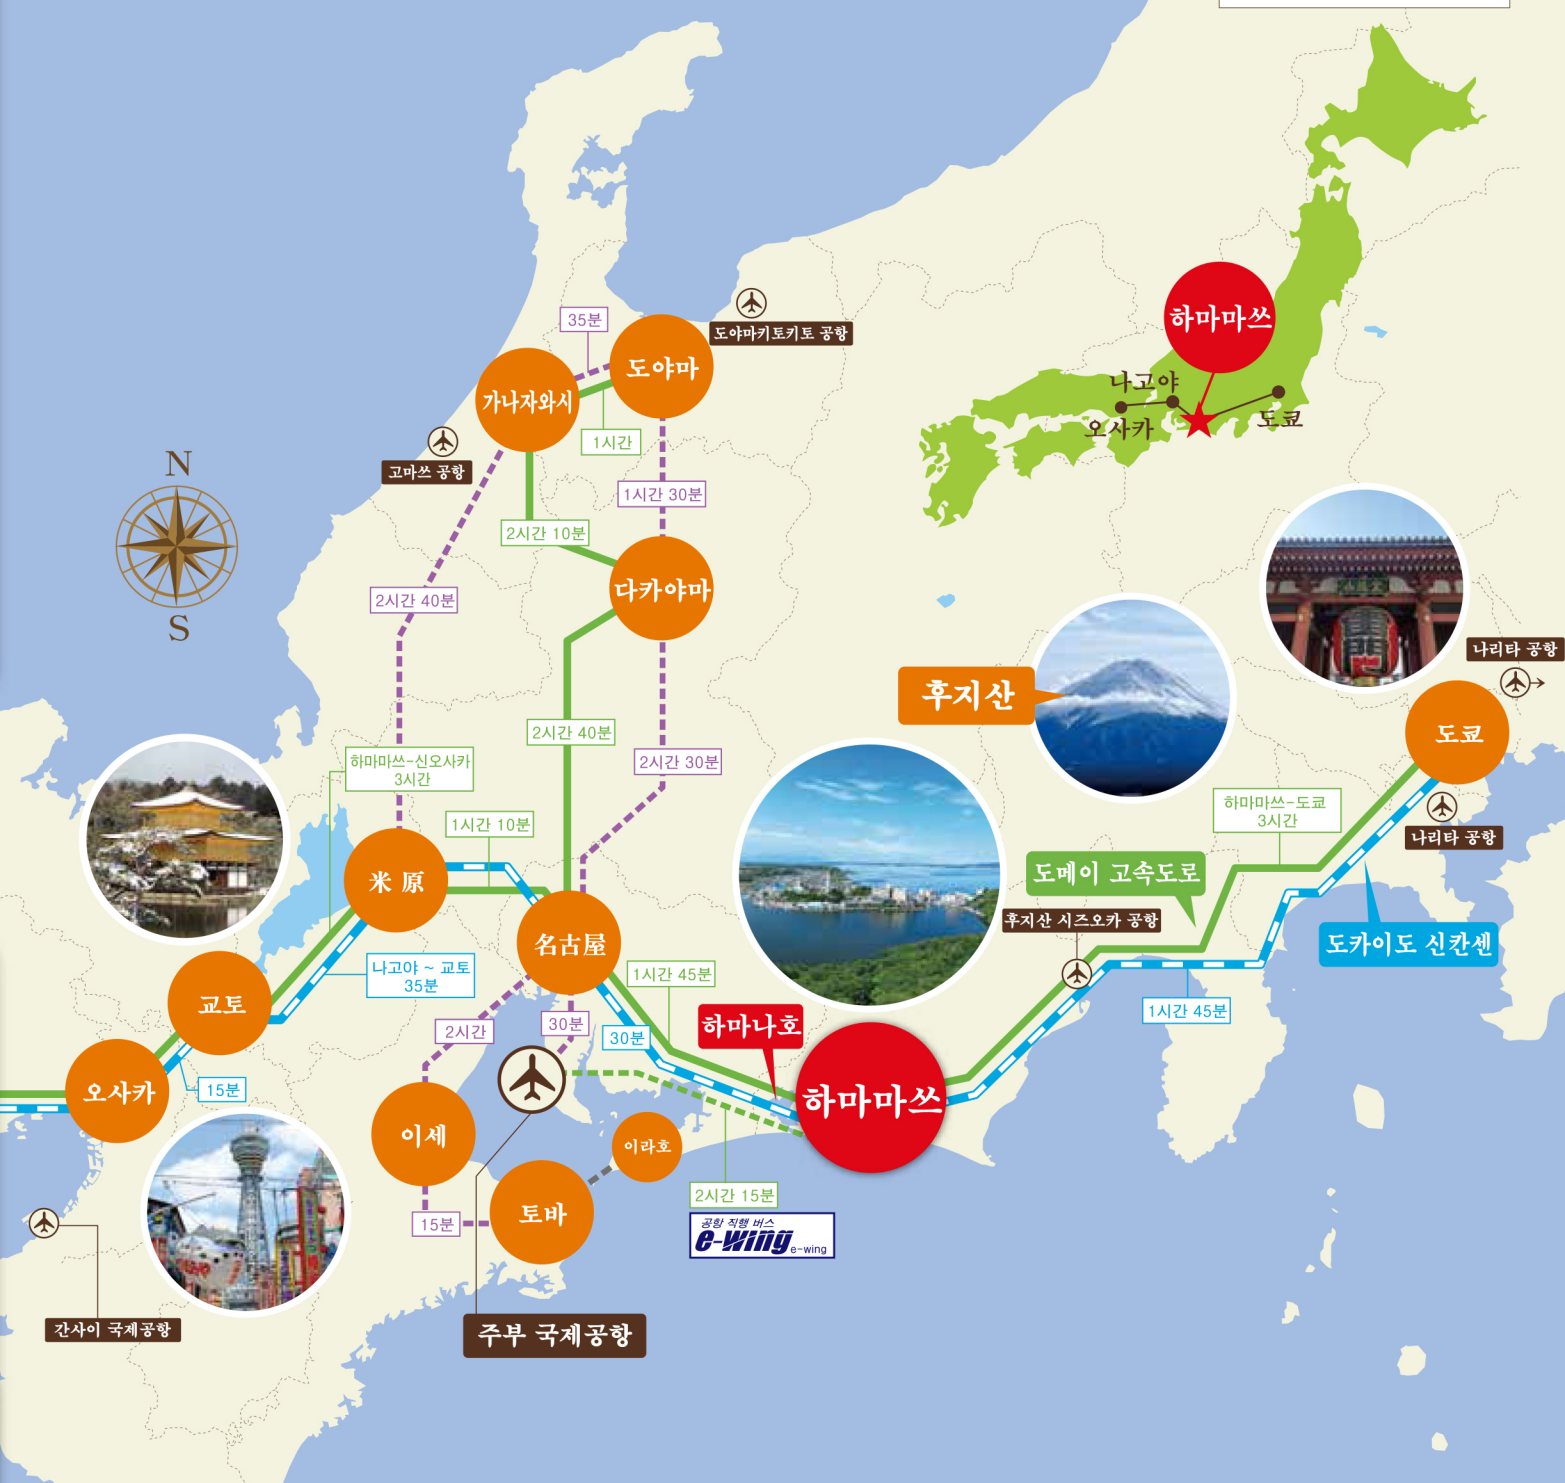 하마마쓰
나고야
오사카
도쿄
35분
도야마키토키토 공항
도야마
가나자와시
1시간
고마쓰 공항
N
S
1시간 30분
2시간 10분
다카야마
2시간 40분
나리타 공항
후지산
도쿄
2시간 40분
하마마쓰-신오사카
3시간
2시간 30분
1시간 10분
하마마쓰-도쿄
3시간
나리타 공항
도메이 고속도로
米 原
후지산 시즈오카 공항
名古屋
도카이도 신칸센
나고야 ~ 교토
35분
1시간 45분
교토
1시간 45분
2시간
30분
30분
하마나호
오사카
15분
하마마쓰
이세
이라호
2시간 15분
토바
15분
공항 직행 버스
e-wing
e-wing
간사이 국제공항
주부 국제공항